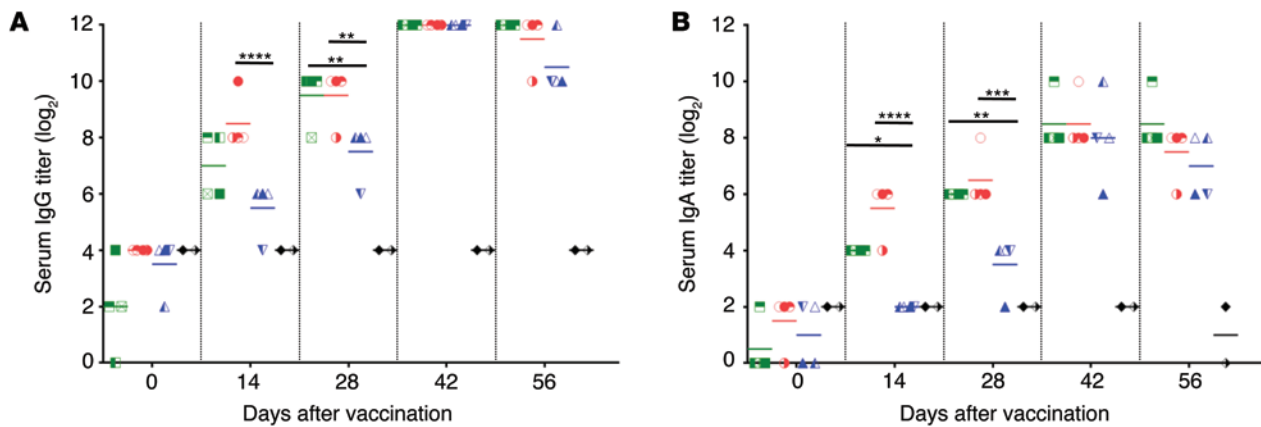 A
Serum IgG titer (log2)
12
10
8
6
4
2
0
****
**
**
0 14 28 42 56
Days after vaccination
B
Serum IgA titer (log2)
12
10
8
6
4
2
0
*
****
**
***
0 14 28 42 56
Days after vaccination